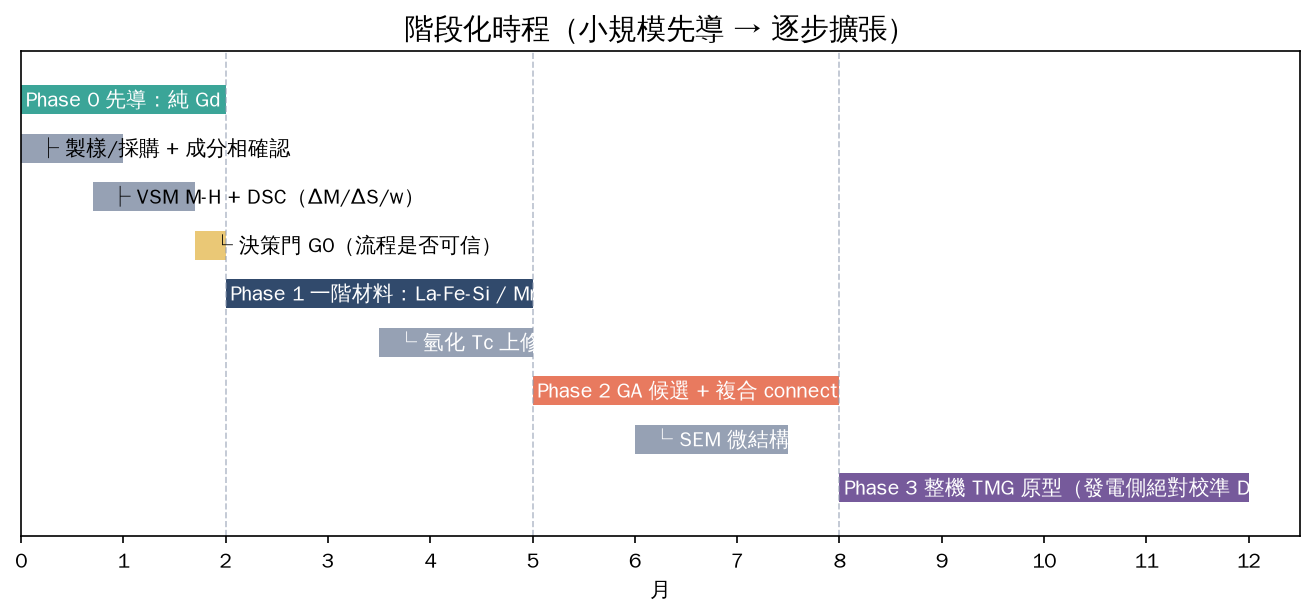 階段化時程（小規模先導 → 逐步擴張）
Phase 0 先導：純 Gd
├ 製樣/採購 + 成分相確認
├ VSM M-H + DSC（ΔM/ΔS/w）
└ 決策門 GO（流程是否可信）
Phase 1 一階材料：La-Fe-Si / Mn
└ 氫化 Tc 上修
Phase 2 GA 候選 + 複合 connect
└ SEM 微結構
Phase 3 整機 TMG 原型（發電側絕對校準 D
0 1 2 3 4 5 6 7 8 9 10 11 12
月